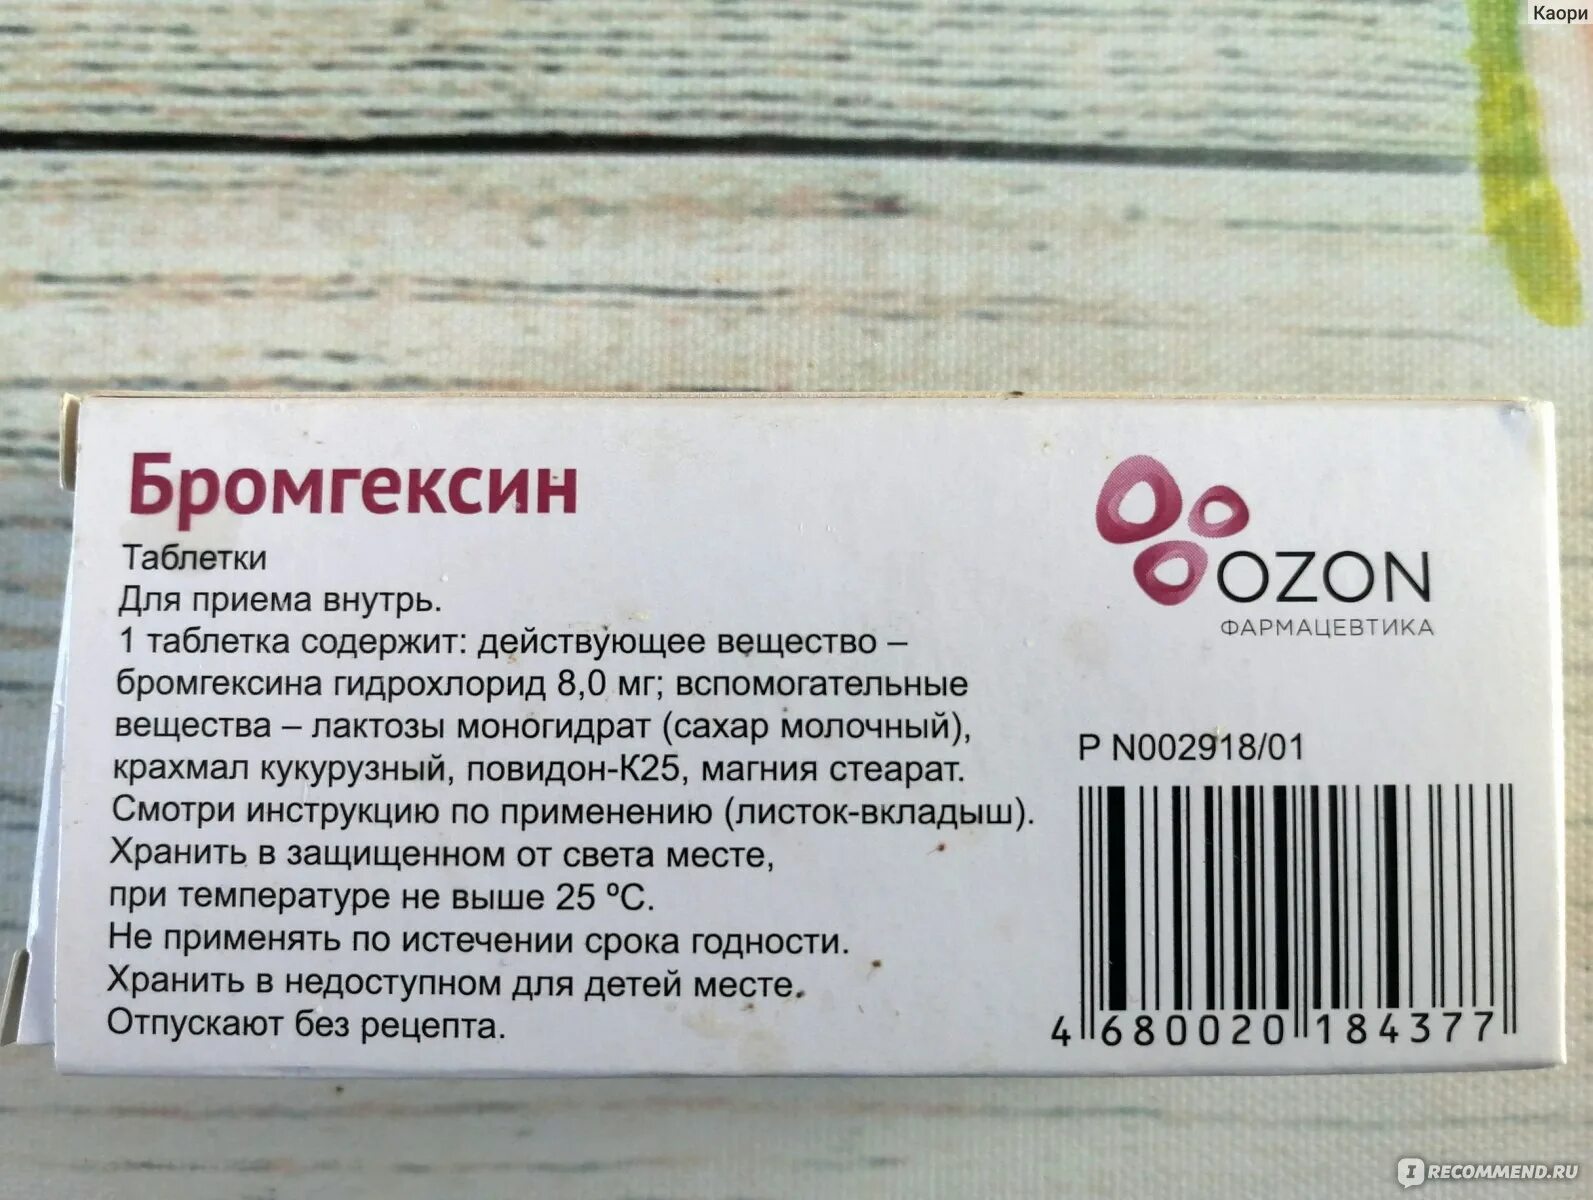 Каори
Бромгексин
Таблетки
Для приема внутрь.
1 таблетка содержит: действующее вещество –
бромгексина гидрохлорид 8,0 мг; вспомогательные
вещества – лактозы моногидрат (сахар молочный),
крахмал кукурузный, повидон-К25, магния стеарат.
Смотри инструкцию по применению (листок-вкладыш).
Хранить в защищенном от света месте,
при температуре не выше 25 ºС.
Не применять по истечении срока годности.
Хранить в недоступном для детей месте.
Отпускают без рецепта.
OZON
ФАРМАЦЕВТИКА
Р N002918/01
4 680020 184377
IRECOMMEND.RU